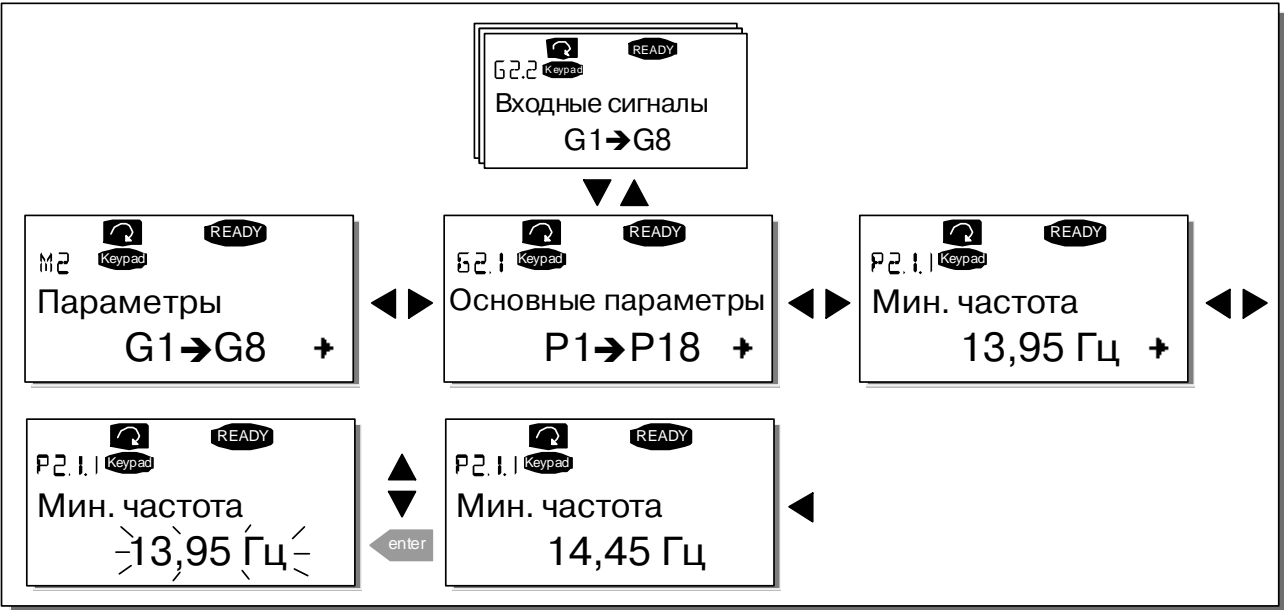 READY
G2.2 Keypad
Входные сигналы
G1➔G8
READY
M2 Keypad
Параметры
G1➔G8
READY
G2.1 Keypad
Основные параметры
P1➔P18
READY
P2.1.1 Keypad
Мин. частота
13,95 Гц
READY
P2.1.1 Keypad
Мин. частота
13,95 Гц
enter
READY
P2.1.1 Keypad
Мин. частота
14,45 Гц